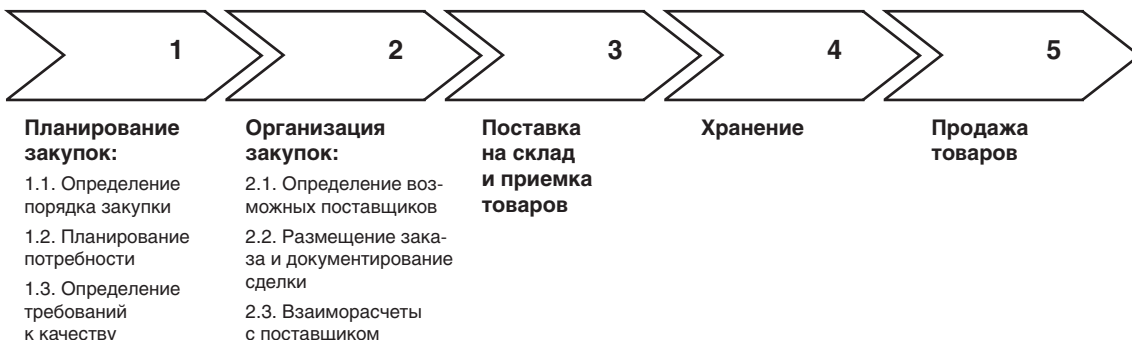 1
2
3
4
5
Планирование
закупок:
1.1. Определение
порядка закупки
1.2. Планирование
потребности
1.3. Определение
требований
к качеству
Организация
закупок:
2.1. Определение воз-
можных поставщиков
2.2. Размещение зака-
за и документирование
сделки
2.3. Взаиморасчеты
с поставщиком
Поставка
на склад
и приемка
товаров
Хранение
Продажа
товаров